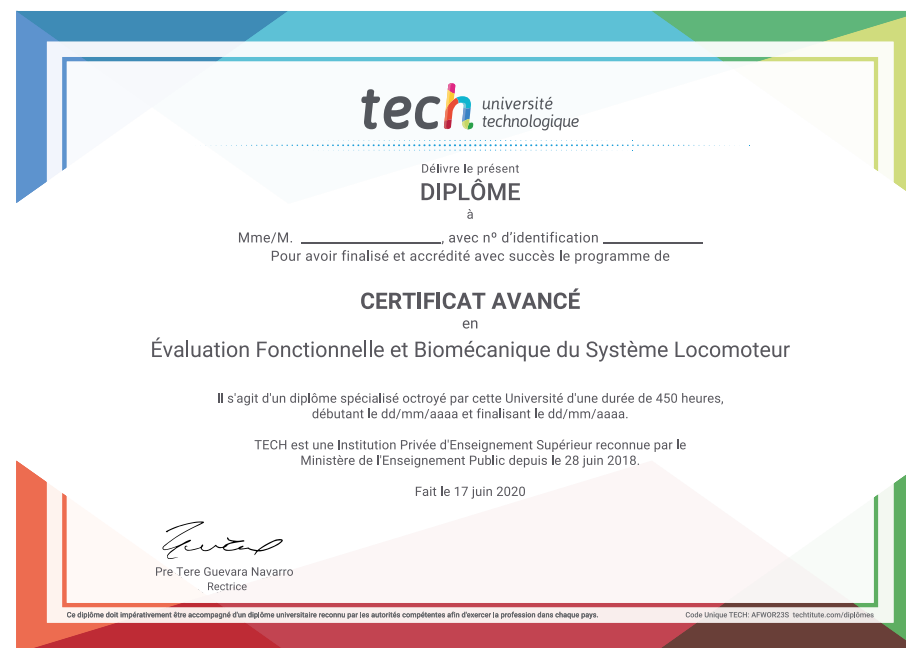 tech université
technologique
Délivre le présent
DIPLÔME
à
Mme/M. ____________________, avec nº d'identification ______________
Pour avoir finalisé et accrédité avec succès le programme de
CERTIFICAT AVANCÉ
en
Évaluation Fonctionnelle et Biomécanique du Système Locomoteur
Il s'agit d'un diplôme spécialisé octroyé par cette Université d'une durée de 450 heures,
débutant le dd/mm/aaaa et finalisant le dd/mm/aaaa.
TECH est une Institution Privée d'Enseignement Supérieur reconnue par le
Ministère de l'Enseignement Public depuis le 28 juin 2018.
Fait le 17 juin 2020
Pre Tere Guevara Navarro
Rectrice
Ce diplôme doit impérativement être accompagné d'un diplôme universitaire reconnu par les autorités compétentes afin d'exercer la profession dans chaque pays.
Code Unique TECH: AFWOR23S techtitute.com/diplômes